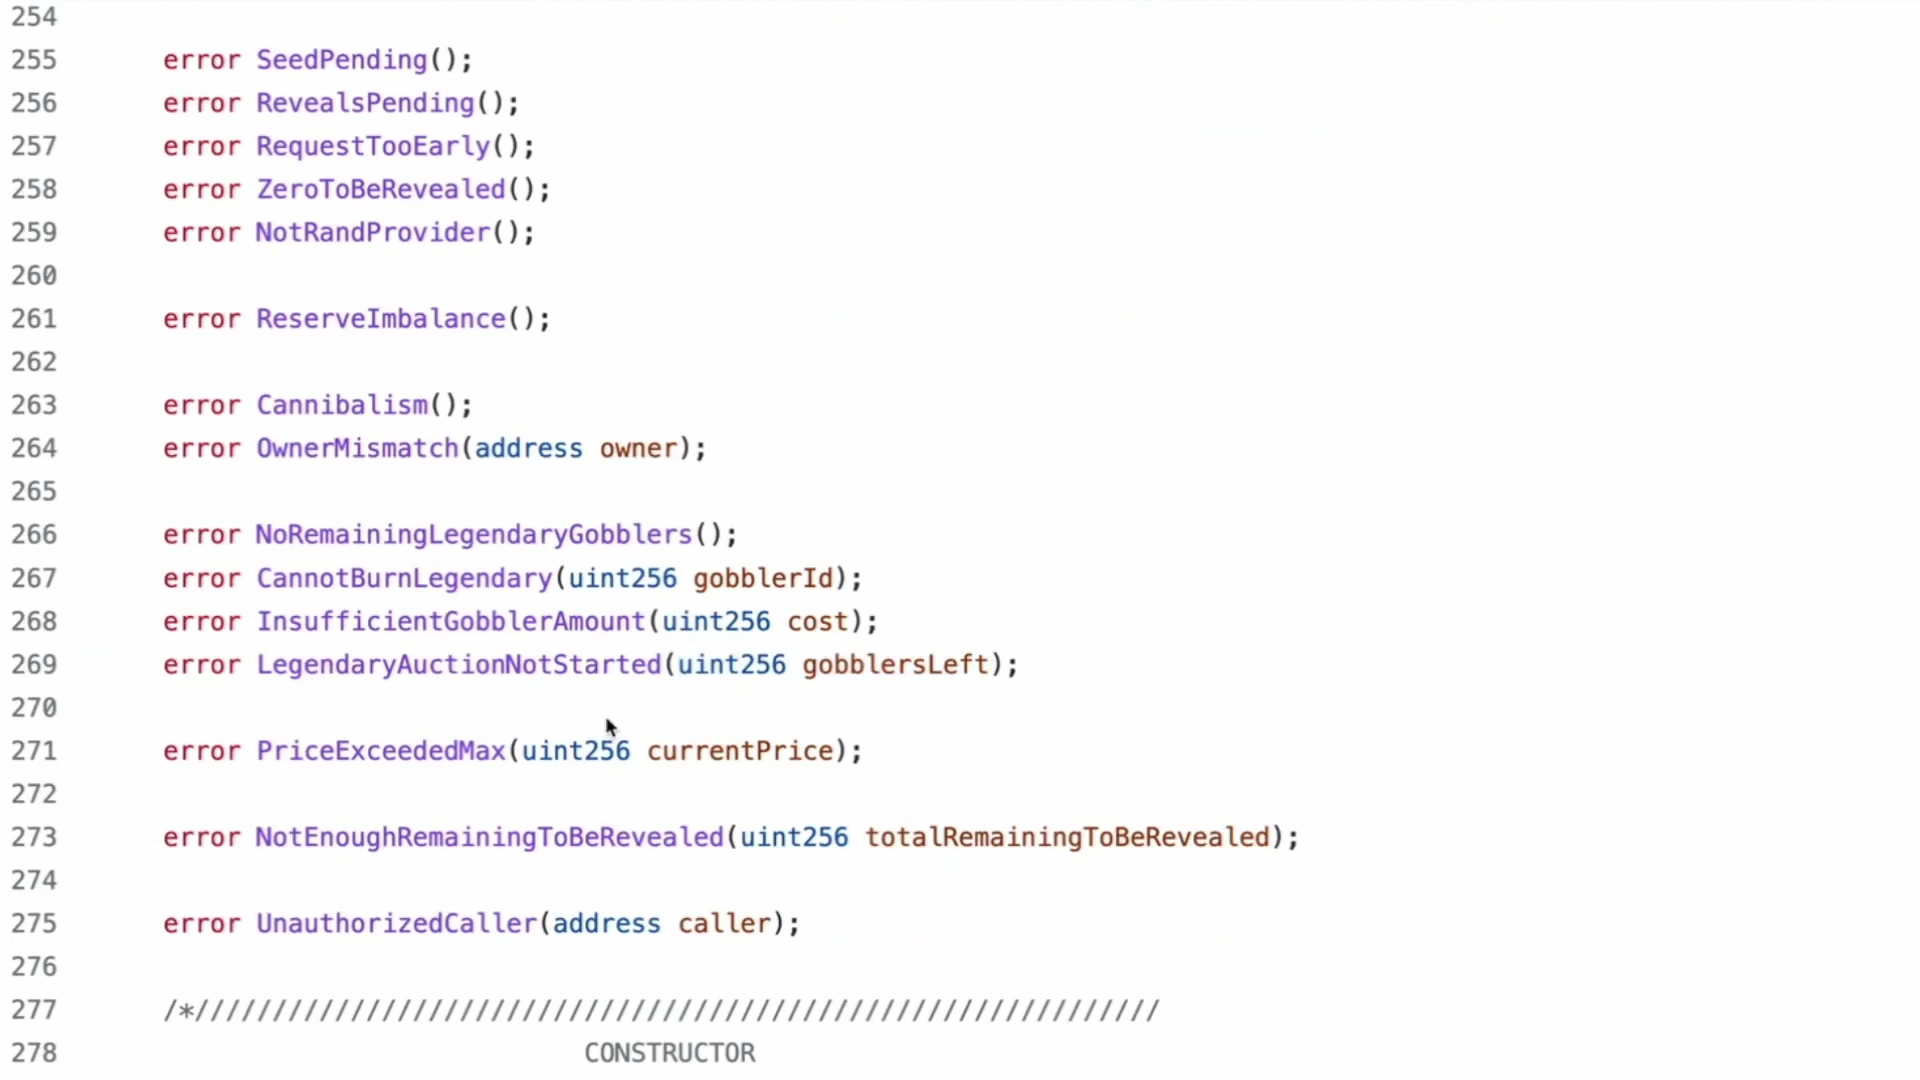 254
255 error SeedPending();
256 error RevealsPending();
257 error RequestTooEarly();
258 error ZeroToBeRevealed();
259 error NotRandProvider();
260
261 error ReserveImbalance();
262
263 error Cannibalism();
264 error OwnerMismatch(address owner);
265
266 error NoRemainingLegendaryGobblers();
267 error CannotBurnLegendary(uint256 gobblerId);
268 error InsufficientGobblerAmount(uint256 cost);
269 error LegendaryAuctionNotStarted(uint256 gobblersLeft);
270
271 error PriceExceededMax(uint256 currentPrice);
272
273 error NotEnoughRemainingToBeRevealed(uint256 totalRemainingToBeRevealed);
274
275 error UnauthorizedCaller(address caller);
276
277 /*//////////////////////////////////////////////////////////////
278 CONSTRUCTOR